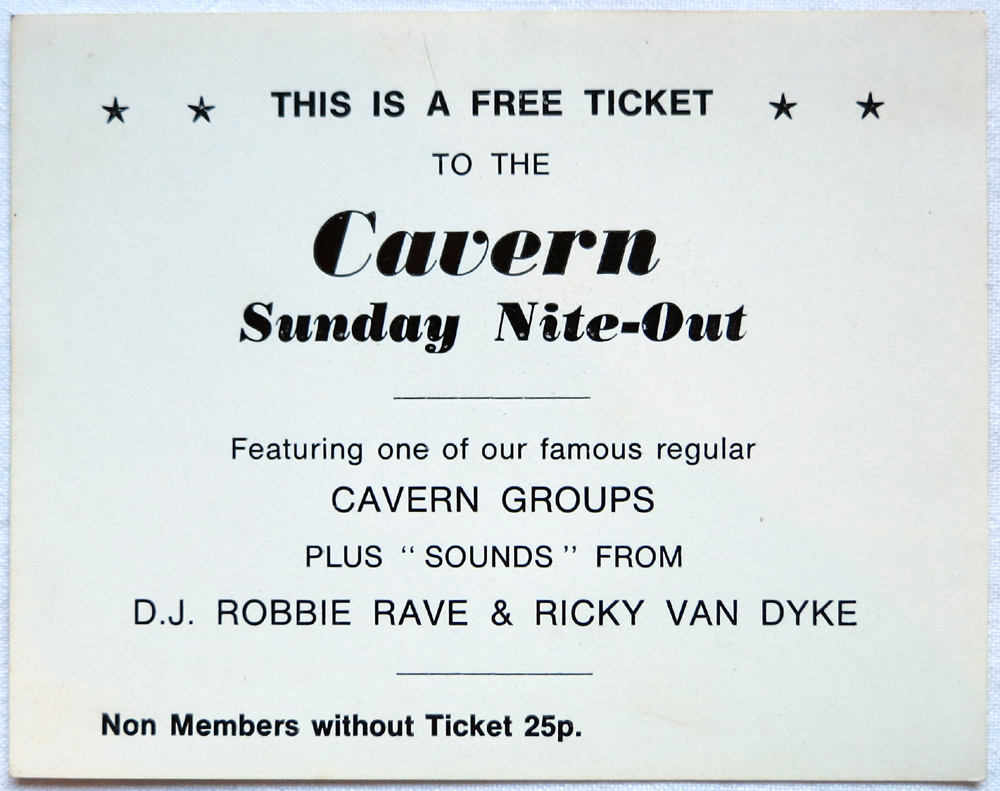 ★ ★ THIS IS A FREE TICKET ★ ★
TO THE
Cavern
Sunday Nite-Out
Featuring one of our famous regular
CAVERN GROUPS
PLUS “ SOUNDS ” FROM
D.J. ROBBIE RAVE & RICKY VAN DYKE
Non Members without Ticket 25p.